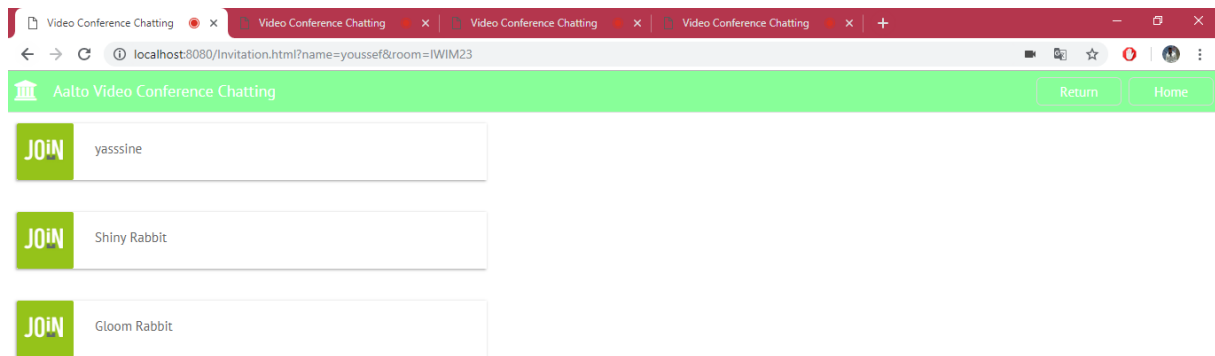 Video Conference Chatting Video Conference Chatting Video Conference Chatting Video Conference Chatting
localhost:8080/Invitation.html?name=youssef&room=IWIM23
Aalto Video Conference Chatting Return Home
JOiN yasssine
JOiN Shiny Rabbit
JOiN Gloom Rabbit